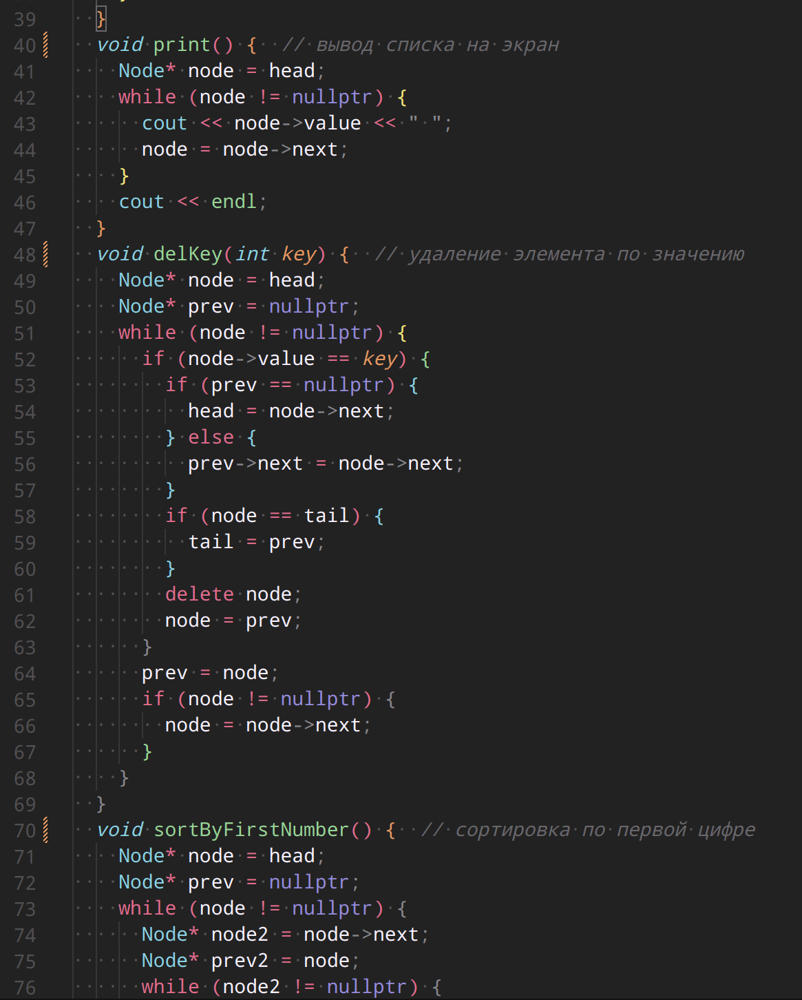 39 }
40 void print() {  // вывод списка на экран
41 Node* node = head;
42 while (node != nullptr) {
43 cout << node->value << " ";
44 node = node->next;
45 }
46 cout << endl;
47 }
48 void delKey(int key) {  // удаление элемента по значению
49 Node* node = head;
50 Node* prev = nullptr;
51 while (node != nullptr) {
52 if (node->value == key) {
53 if (prev == nullptr) {
54 head = node->next;
55 } else {
56 prev->next = node->next;
57 }
58 if (node == tail) {
59 tail = prev;
60 }
61 delete node;
62 node = prev;
63 }
64 prev = node;
65 if (node != nullptr) {
66 node = node->next;
67 }
68 }
69 }
70 void sortByFirstNumber() {  // сортировка по первой цифре
71 Node* node = head;
72 Node* prev = nullptr;
73 while (node != nullptr) {
74 Node* node2 = node->next;
75 Node* prev2 = node;
76 while (node2 != nullptr) {